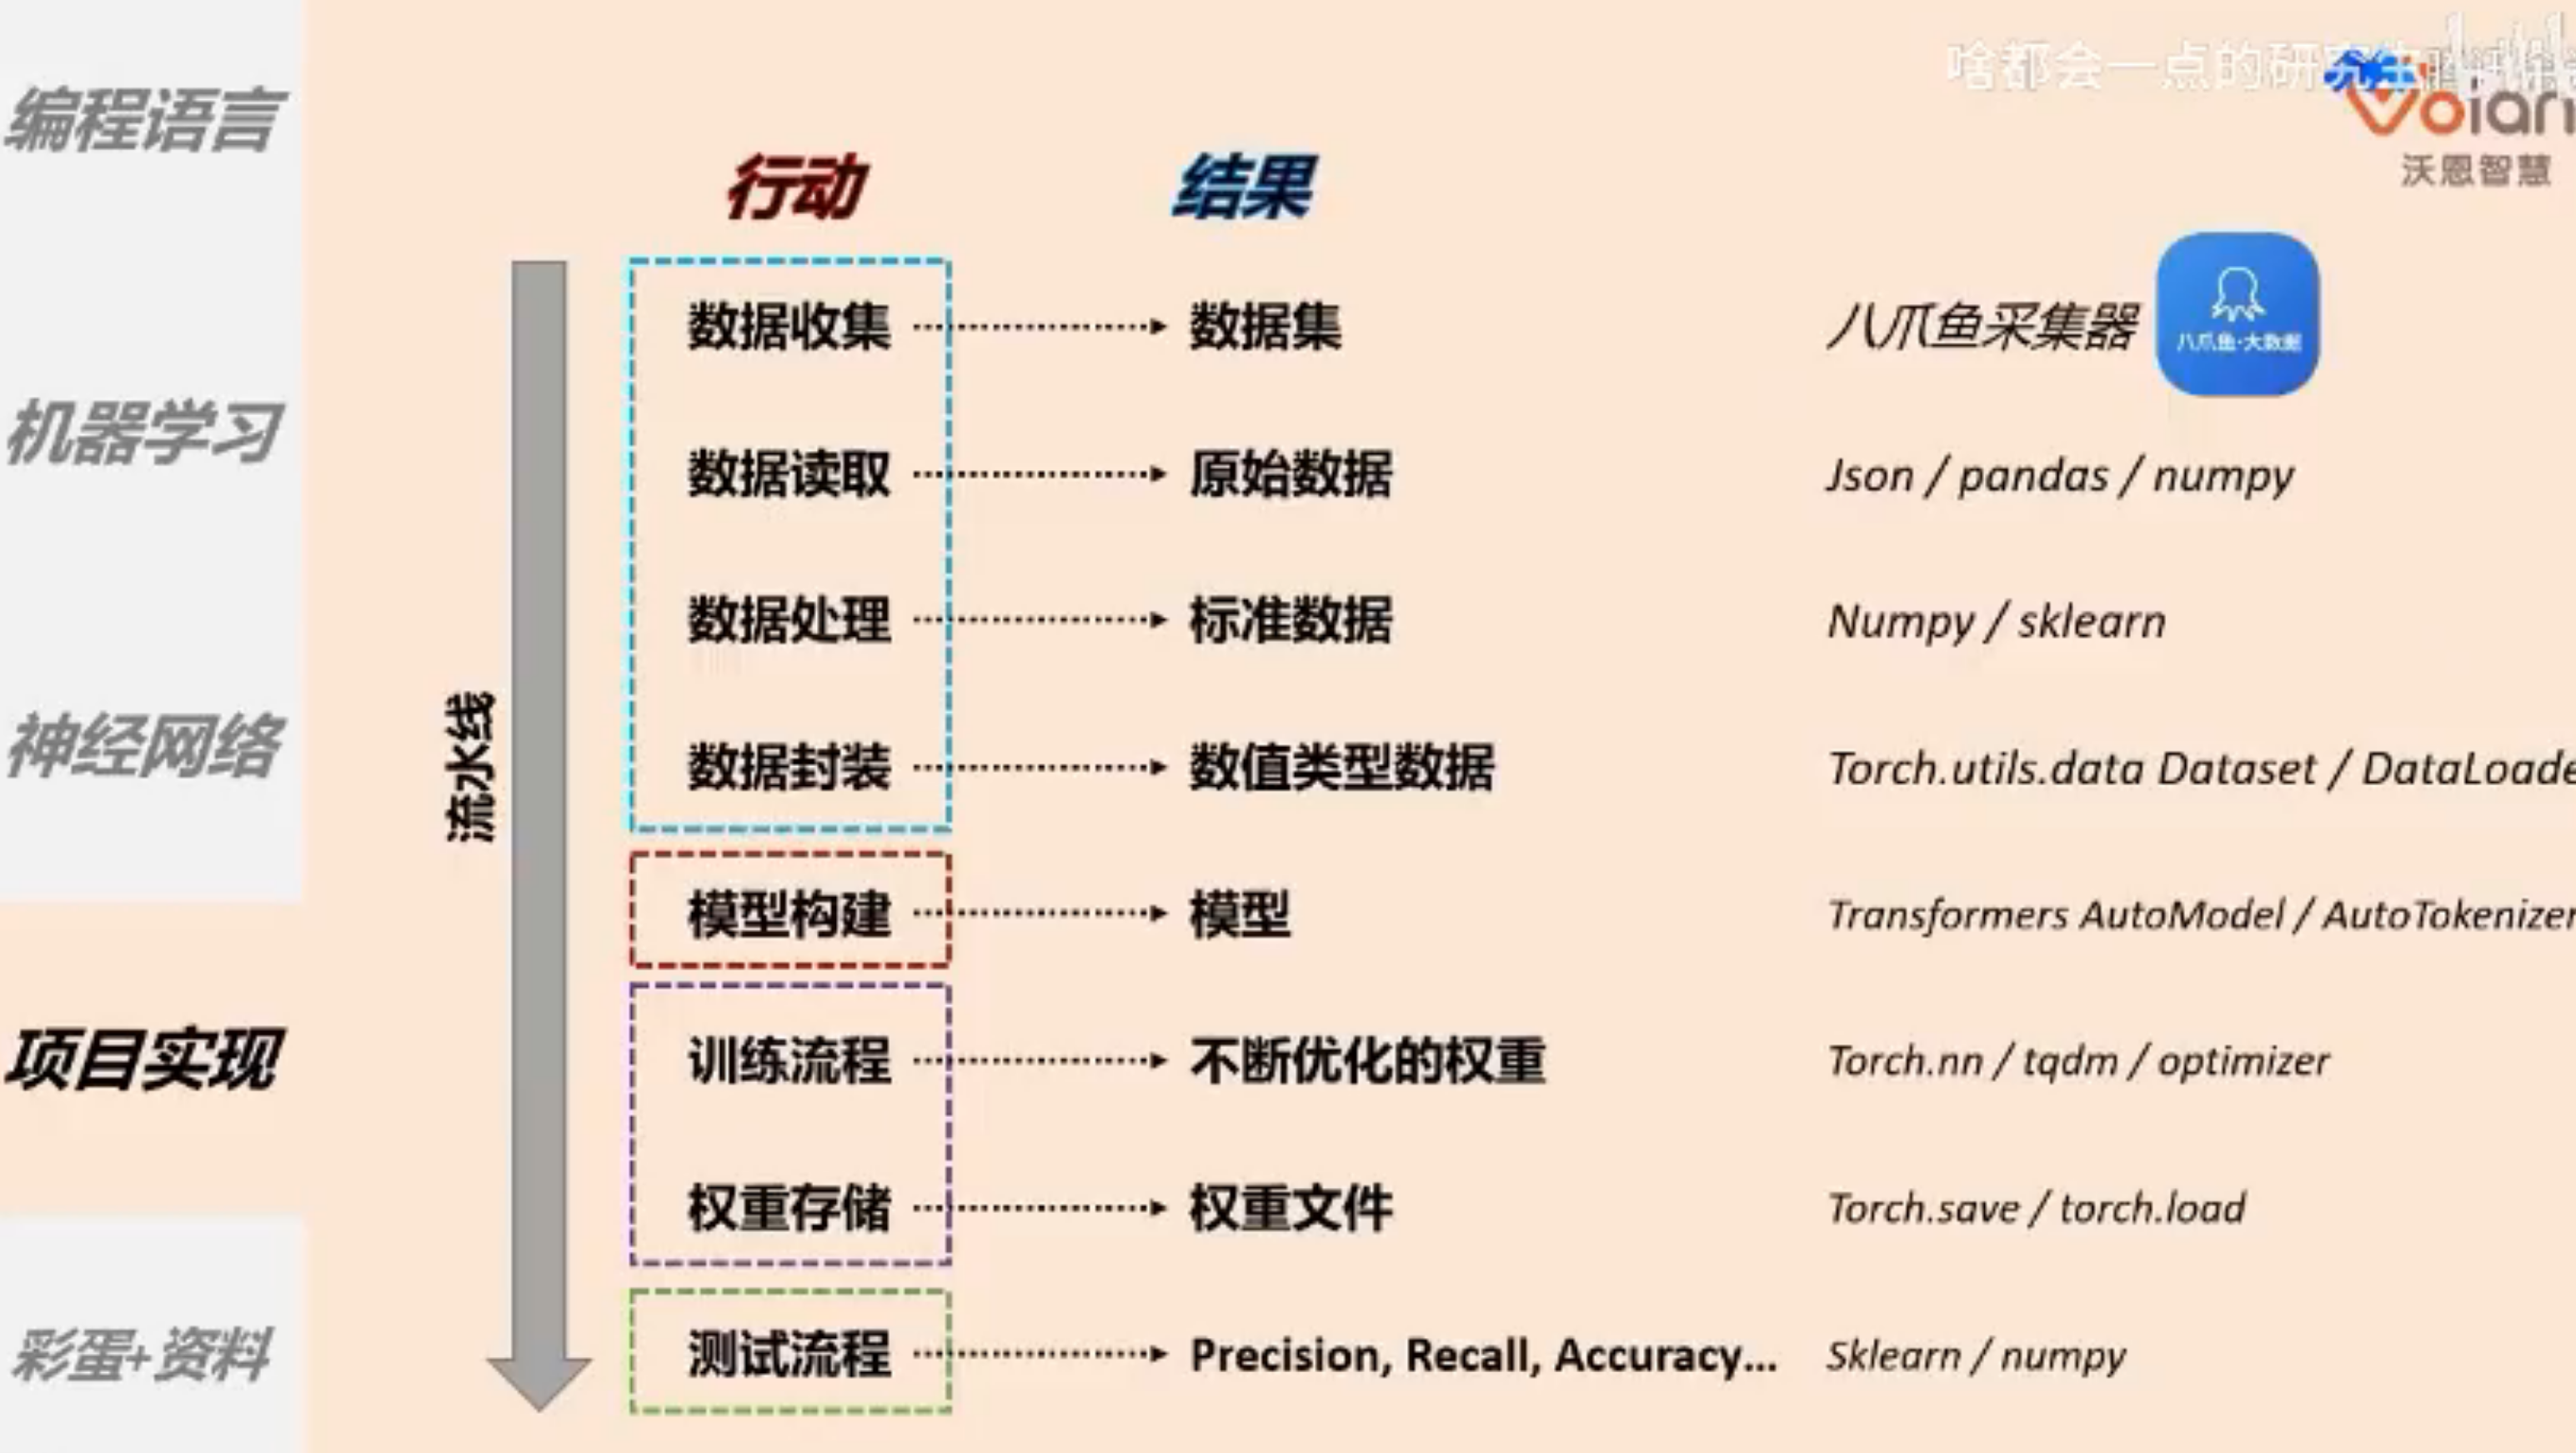 啥都会一点的研究生
编程语言
沃恩智慧
行动 结果
数据收集 数据集 八爪鱼采集器
八爪鱼·大数据
机器学习
数据读取 原始数据 Json / pandas / numpy
数据处理 标准数据 Numpy / sklearn
神经网络
流水线
数据封装 数值类型数据 Torch.utils.data Dataset / DataLoade
模型构建 模型 Transformers AutoModel / AutoTokenizer
项目实现
训练流程 不断优化的权重 Torch.nn / tqdm / optimizer
权重存储 权重文件 Torch.save / torch.load
彩蛋+资料
测试流程 Precision, Recall, Accuracy... Sklearn / numpy